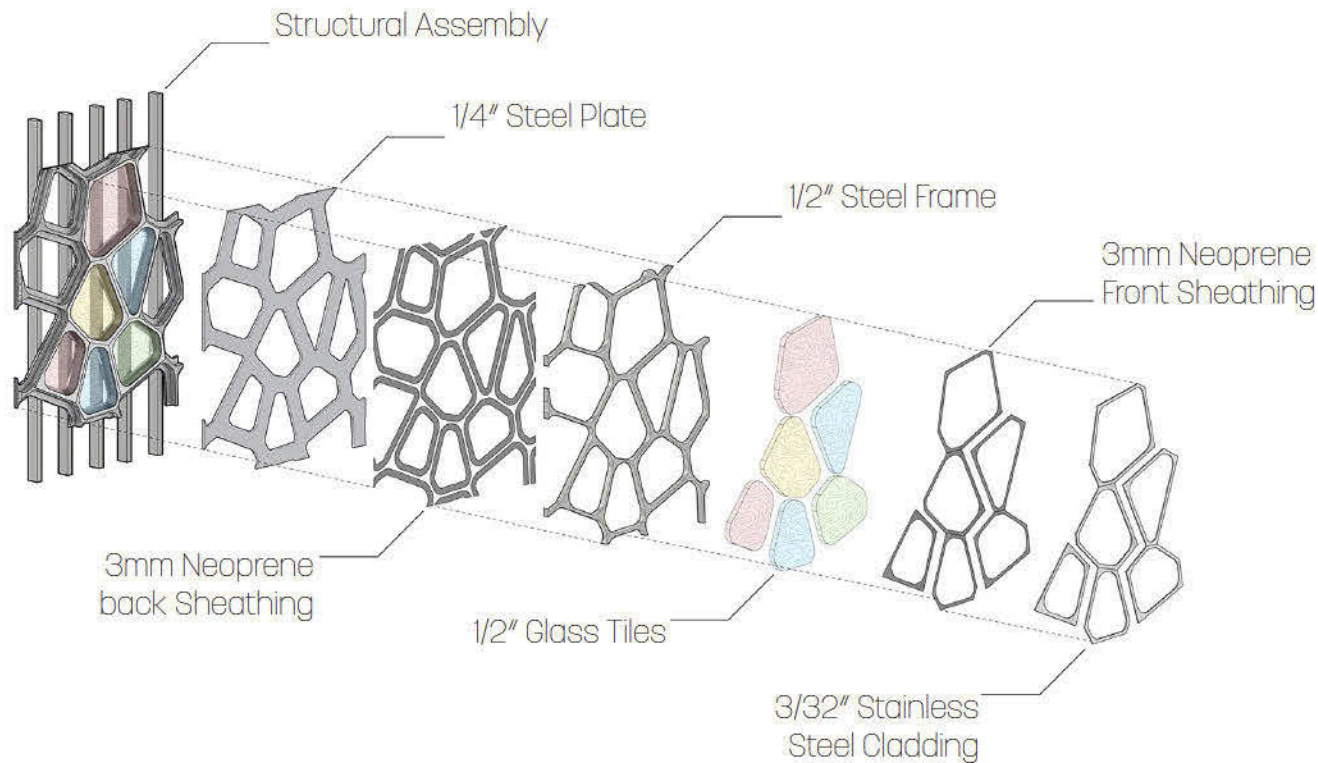 Structural Assembly
1/4" Steel Plate
1/2" Steel Frame
3mm Neoprene
Front Sheathing
3mm Neoprene
back Sheathing
1/2" Glass Tiles
3/32" Stainless
Steel Cladding